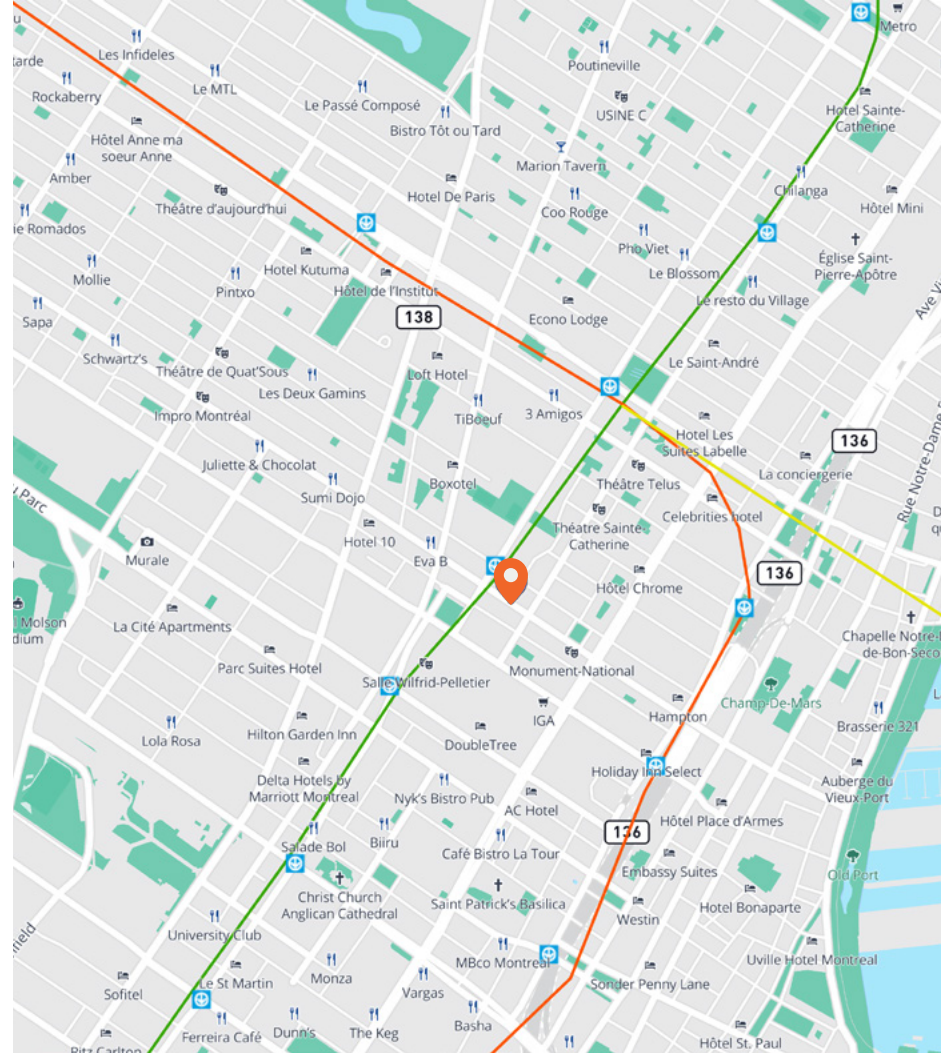 u
Metro
Les Infideles
arde
Poutineville
Le MTL
Rockaberry
Le Passé Composé
USINE C
Hotel Sainte-
Catherine
Bistro Tôt ou Tard
Hôtel Anne ma
soeur Anne
Marion Tavern
Amber
Chilanga
Hotel De Paris
Théâtre d'aujourd'hui
Coo Rouge
Hôtel Mini
ie Romados
Pho Viet
Église Saint-
Pierre-Apôtre
Hotel Kutuma
Le Blossom
Mollie
Pintxo
Hôtel de l'Institut
Le resto du Village
Ave Vi
138
Econo Lodge
Sapa
Schwartz's
Théâtre de Quat'Sous
Loft Hotel
Le Saint-André
Les Deux Gamins
Impro Montréal
TiBoeuf
3 Amigos
Hotel Les
Suites Labelle
136
Rue Notre-Dame
Juliette & Chocolat
La conciergerie
Boxotel
Théâtre Telus
u Parc
Sumi Dojo
Celebrities hotel
D
q
Théatre Sainte-
Catherine
Hotel 10
Murale
Eva B
136
Hôtel Chrome
l Molson
dium
La Cité Apartments
Chapelle Notre-
de-Bon-Seco
Parc Suites Hotel
Monument-National
Salle Wilfrid-Pelletier
Champ-De-Mars
L
IGA
Hampton
Brasserie 321
Hilton Garden Inn
Lola Rosa
DoubleTree
Holiday Inn Select
Delta Hotels by
Marriott Montreal
Auberge du
Vieux-Port
Nyk's Bistro Pub
AC Hotel
Hôtel Place d'Armes
136
Biiru
Salade Bol
Café Bistro La Tour
Embassy Suites
Old Port
Christ Church
Anglican Cathedral
Saint Patrick's Basilica
Hotel Bonaparte
Westin
University Club
field
MBco Montreal
Uville Hotel Montreal
Monza
Le St Martin
Sonder Penny Lane
Sofitel
Vargas
Basha
Ferreira Café
Dunn's
The Keg
Hôtel St. Paul
Ritz Carlton